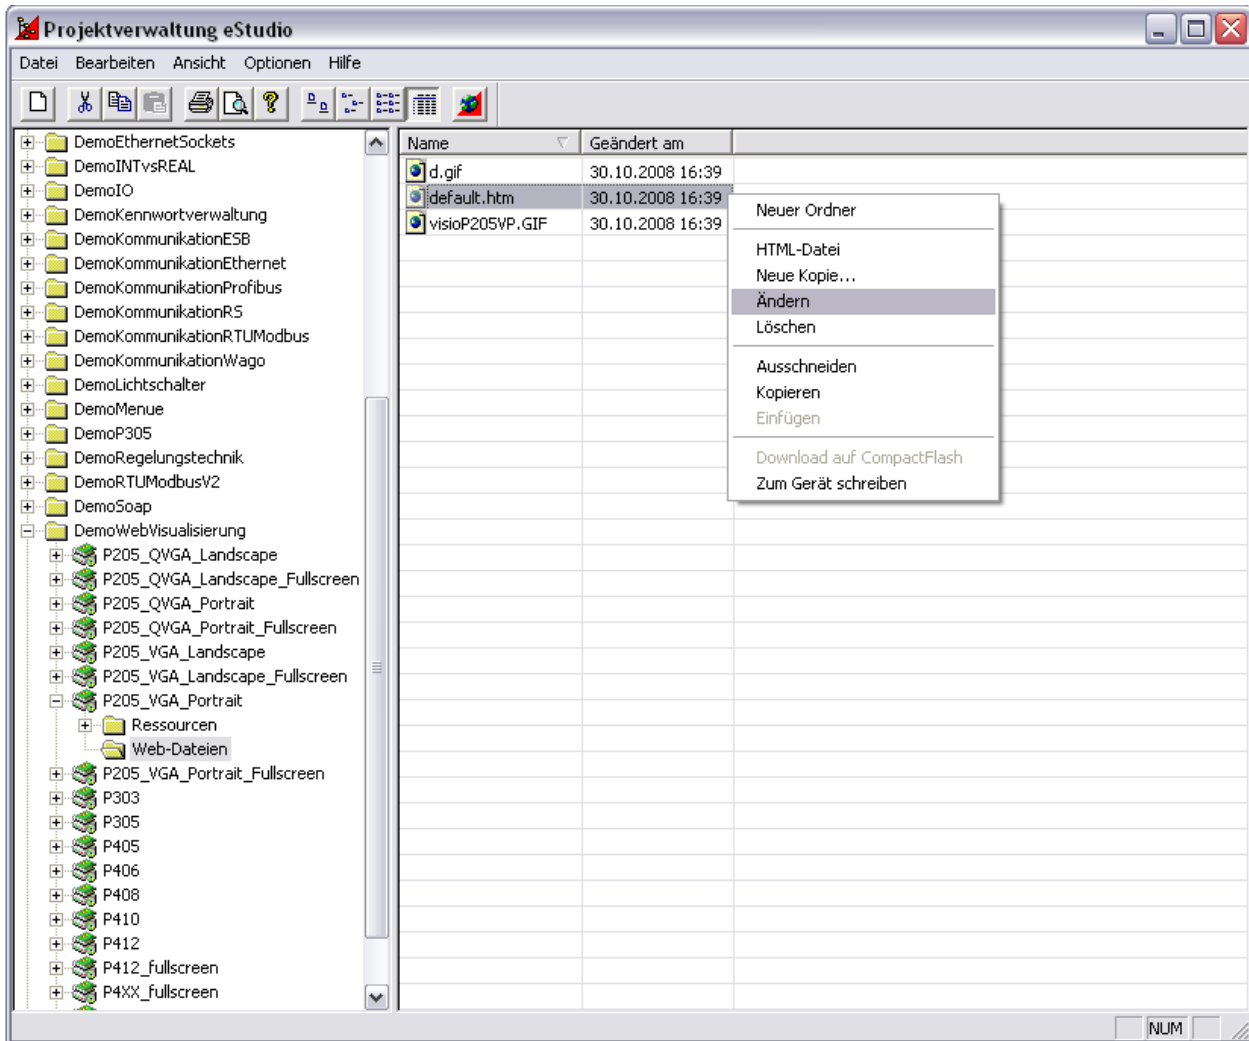 Projektverwaltung eStudio
Datei Bearbeiten Ansicht Optionen Hilfe
DemoEthernetSockets
DemoINTvsREAL
DemoIO
DemoKennwortverwaltung
DemoKommunikationESB
DemoKommunikationEthernet
DemoKommunikationProfibus
DemoKommunikationRS
DemoKommunikationRTUModbus
DemoKommunikationWago
DemoLichtschalter
DemoMenue
DemoP305
DemoRegelungstechnik
DemoRTUModbusV2
DemoSoap
DemoWebVisualisierung
P205_QVGA_Landscape
P205_QVGA_Landscape_Fullscreen
P205_QVGA_Portrait
P205_QVGA_Portrait_Fullscreen
P205_VGA_Landscape
P205_VGA_Landscape_Fullscreen
P205_VGA_Portrait
Ressourcen
Web-Dateien
P205_VGA_Portrait_Fullscreen
P303
P305
P405
P406
P408
P410
P412
P412_fullscreen
P4XX_fullscreen
Name Geändert am
d.gif 30.10.2008 16:39
default.htm 30.10.2008 16:39
visioP205VP.GIF 30.10.2008 16:39
Neuer Ordner
HTML-Datei
Neue Kopie...
Ändern
Löschen
Ausschneiden
Kopieren
Einfügen
Download auf CompactFlash
Zum Gerät schreiben
NUM